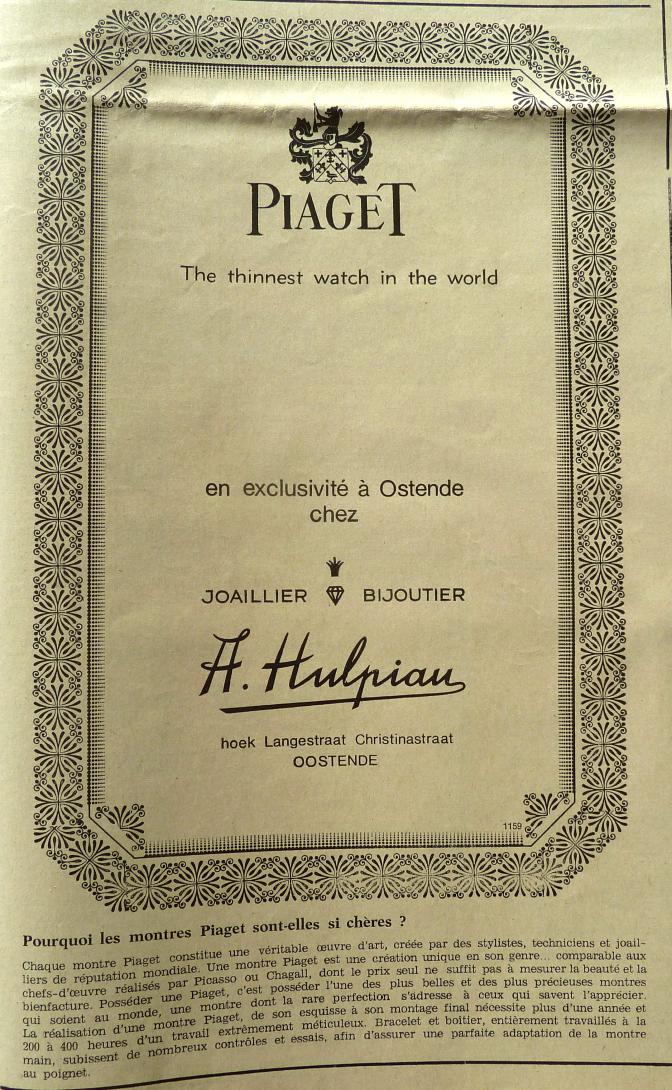 PIAGET
The thinnest watch in the world
en exclusivité à Ostende
chez
JOAILLIER BIJOUTIER
A. Hulpiau
hoek Langestraat Christinastraat
OOSTENDE
1159
Pourquoi les montres Piaget sont-elles si chères ?
Chaque montre Piaget constitue une véritable œuvre d'art, créée par des stylistes, techniciens et joail-
liers de réputation mondiale. Une montre Piaget est une création unique en son genre... comparable aux
chefs-d'œuvre réalisés par Picasso ou Chagall, dont le prix seul ne suffit pas à mesurer la beauté et la
bienfacture. Posséder une Piaget, c'est posséder l'une des plus belles et des plus précieuses montres
qui soient au monde, une montre dont la rare perfection s'adresse à ceux qui savent l'apprécier.
La réalisation d'une montre Piaget, de son esquisse à son montage final nécessite plus d'une année et
200 à 400 heures d'un travail extrêmement méticuleux. Bracelet et boîtier, entièrement travaillés à la
main, subissent de nombreux contrôles et essais, afin d'assurer une parfaite adaptation de la montre
au poignet.